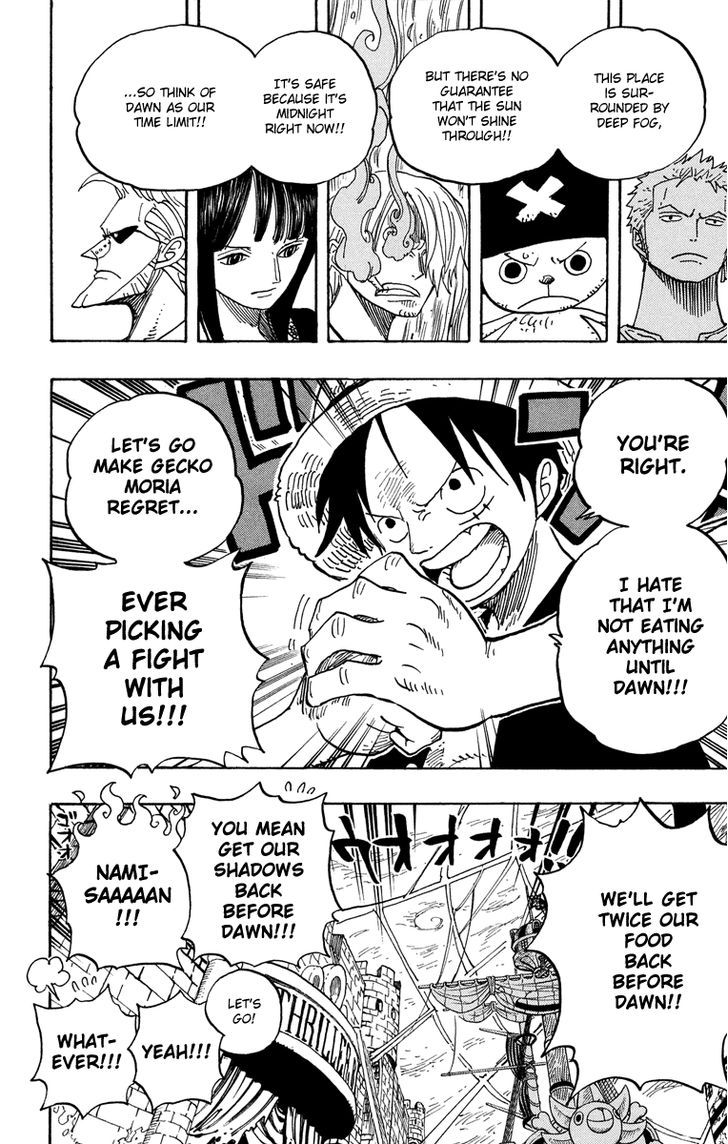 THIS PLACE
IS SUR-
ROUNDED BY
DEEP FOG,
BUT THERE'S NO
GUARANTEE
THAT THE SUN
WON'T SHINE
THROUGH!!
IT'S SAFE
BECAUSE IT'S
MIDNIGHT
RIGHT NOW!!
...SO THINK OF
DAWN AS OUR
TIME LIMIT!!
YOU'RE
RIGHT.
I HATE
THAT I'M
NOT EATING
ANYTHING
UNTIL
DAWN!!!
LET'S GO
MAKE GECKO
MORIA
REGRET...
EVER
PICKING
A FIGHT
WITH
US!!!
WE'LL GET
TWICE OUR
FOOD
BACK
BEFORE
DAWN!!
ウオオオオ!!
YOU MEAN
GET OUR
SHADOWS
BACK
BEFORE
DAWN!!!
NAMI-
SAAAAAN
!!!
LET'S
GO!
YEAH!!!
WHAT-
EVER!!!
THRILLE